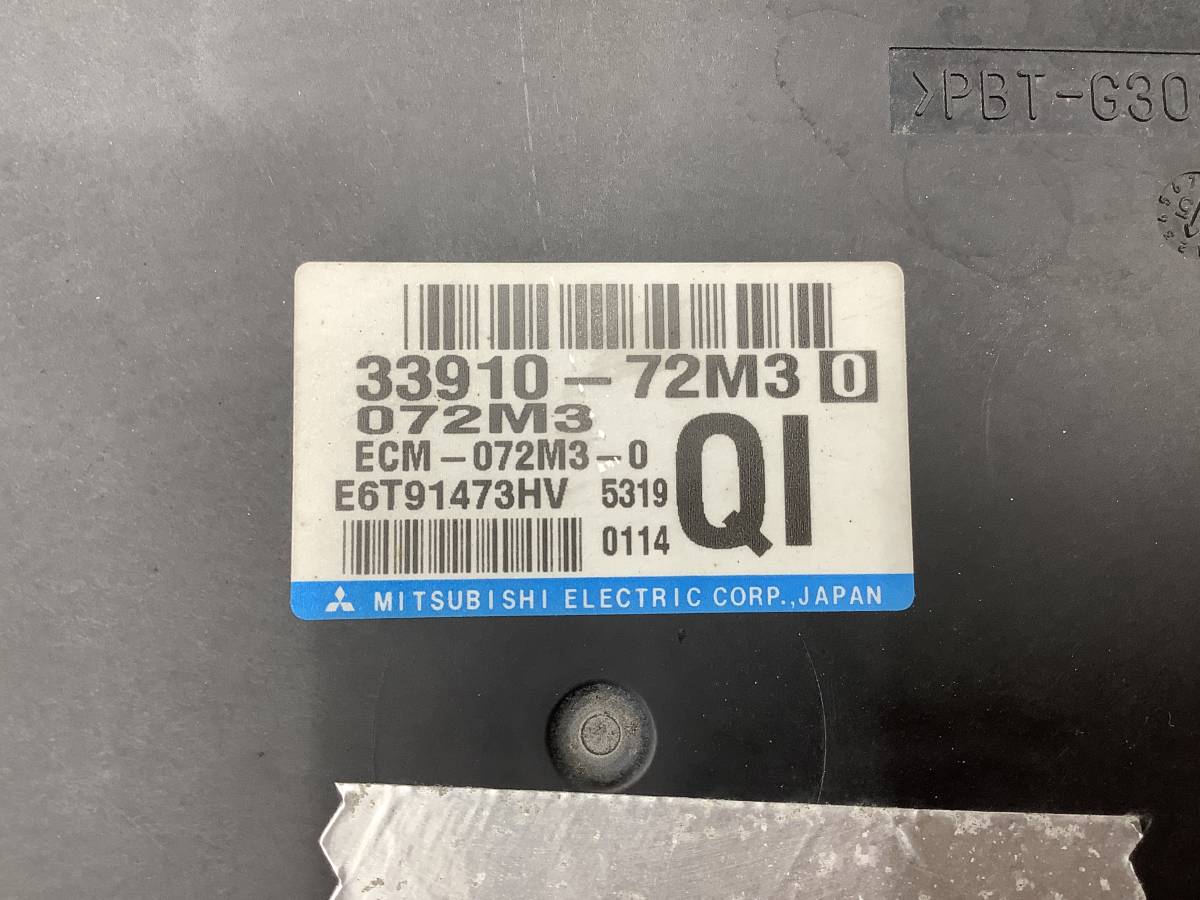 >PBT-G30
33910-72M3 0
072M3
ECM-072M3-0
E6T91473HV 5319
0114
QI
MITSUBISHI ELECTRIC CORP.,JAPAN